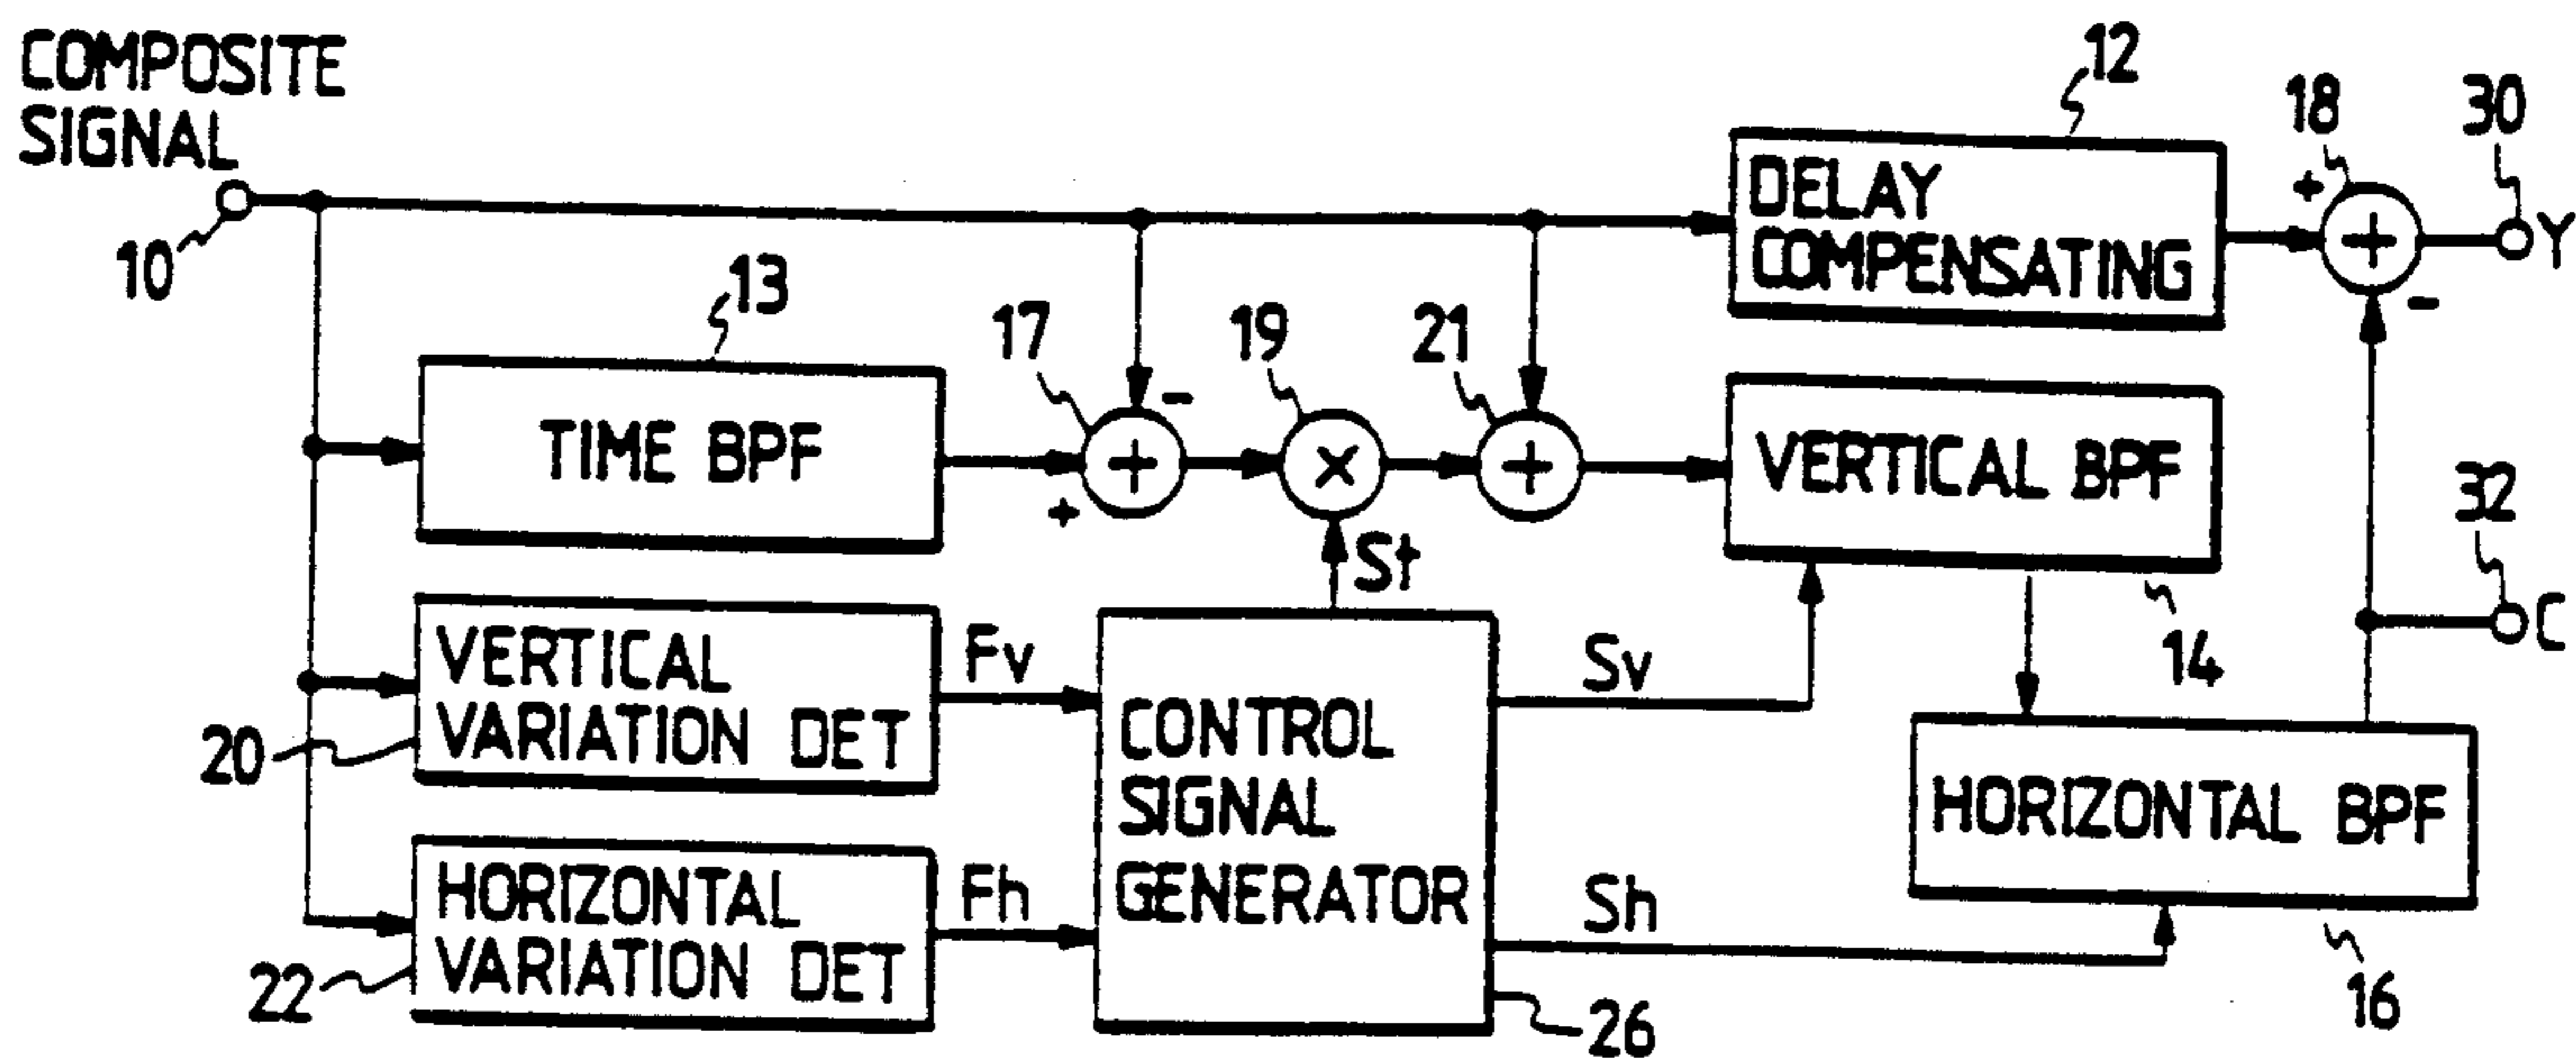 COMPOSITE
SIGNAL
10
12
18
30
DELAY
COMPENSATING
+
+
-
Y
13
17
19
21
TIME BPF
-
+
+
×
+
VERTICAL BPF
14
32
C
St
20
VERTICAL
VARIATION DET
Fv
CONTROL
SIGNAL
GENERATOR
Sv
HORIZONTAL BPF
16
22
HORIZONTAL
VARIATION DET
Fh
Sh
26